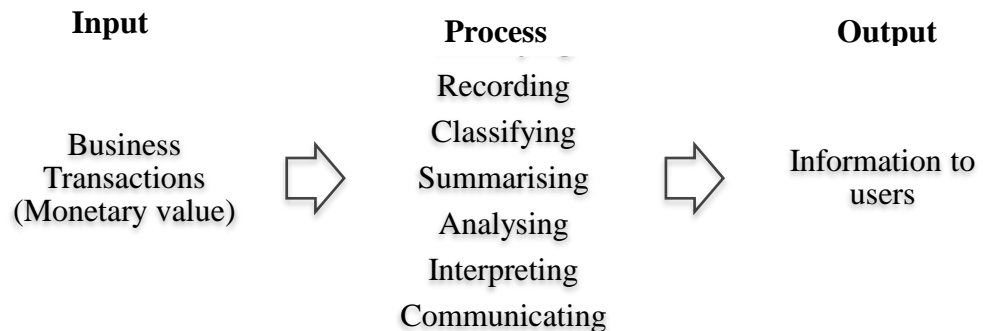 Input
Process
Output
Recording
Classifying
Summarising
Analysing
Interpreting
Communicating
Business
Transactions
(Monetary value)
Information to
users